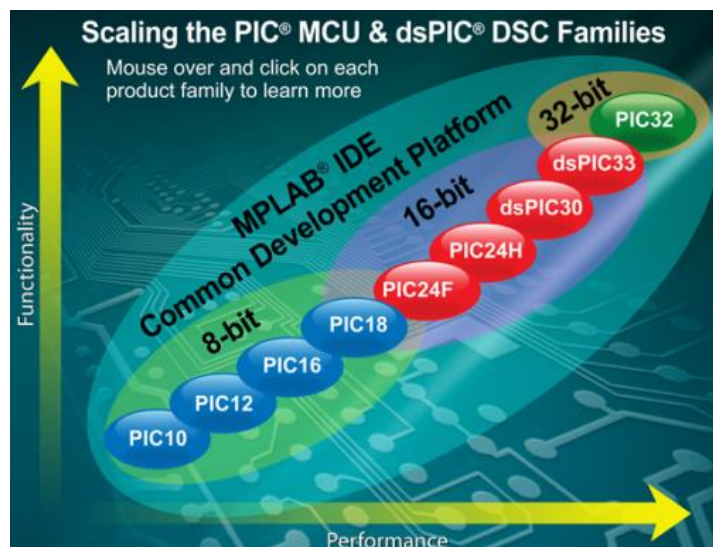 Scaling the PIC® MCU & dsPIC® DSC Families
Mouse over and click on each
product family to learn more
Functionality
MPLAB® IDE
Common Development Platform
32-bit
PIC32
dsPIC33
16-bit
dsPIC30
PIC24H
PIC24F
8-bit
PIC18
PIC16
PIC12
PIC10
Performance